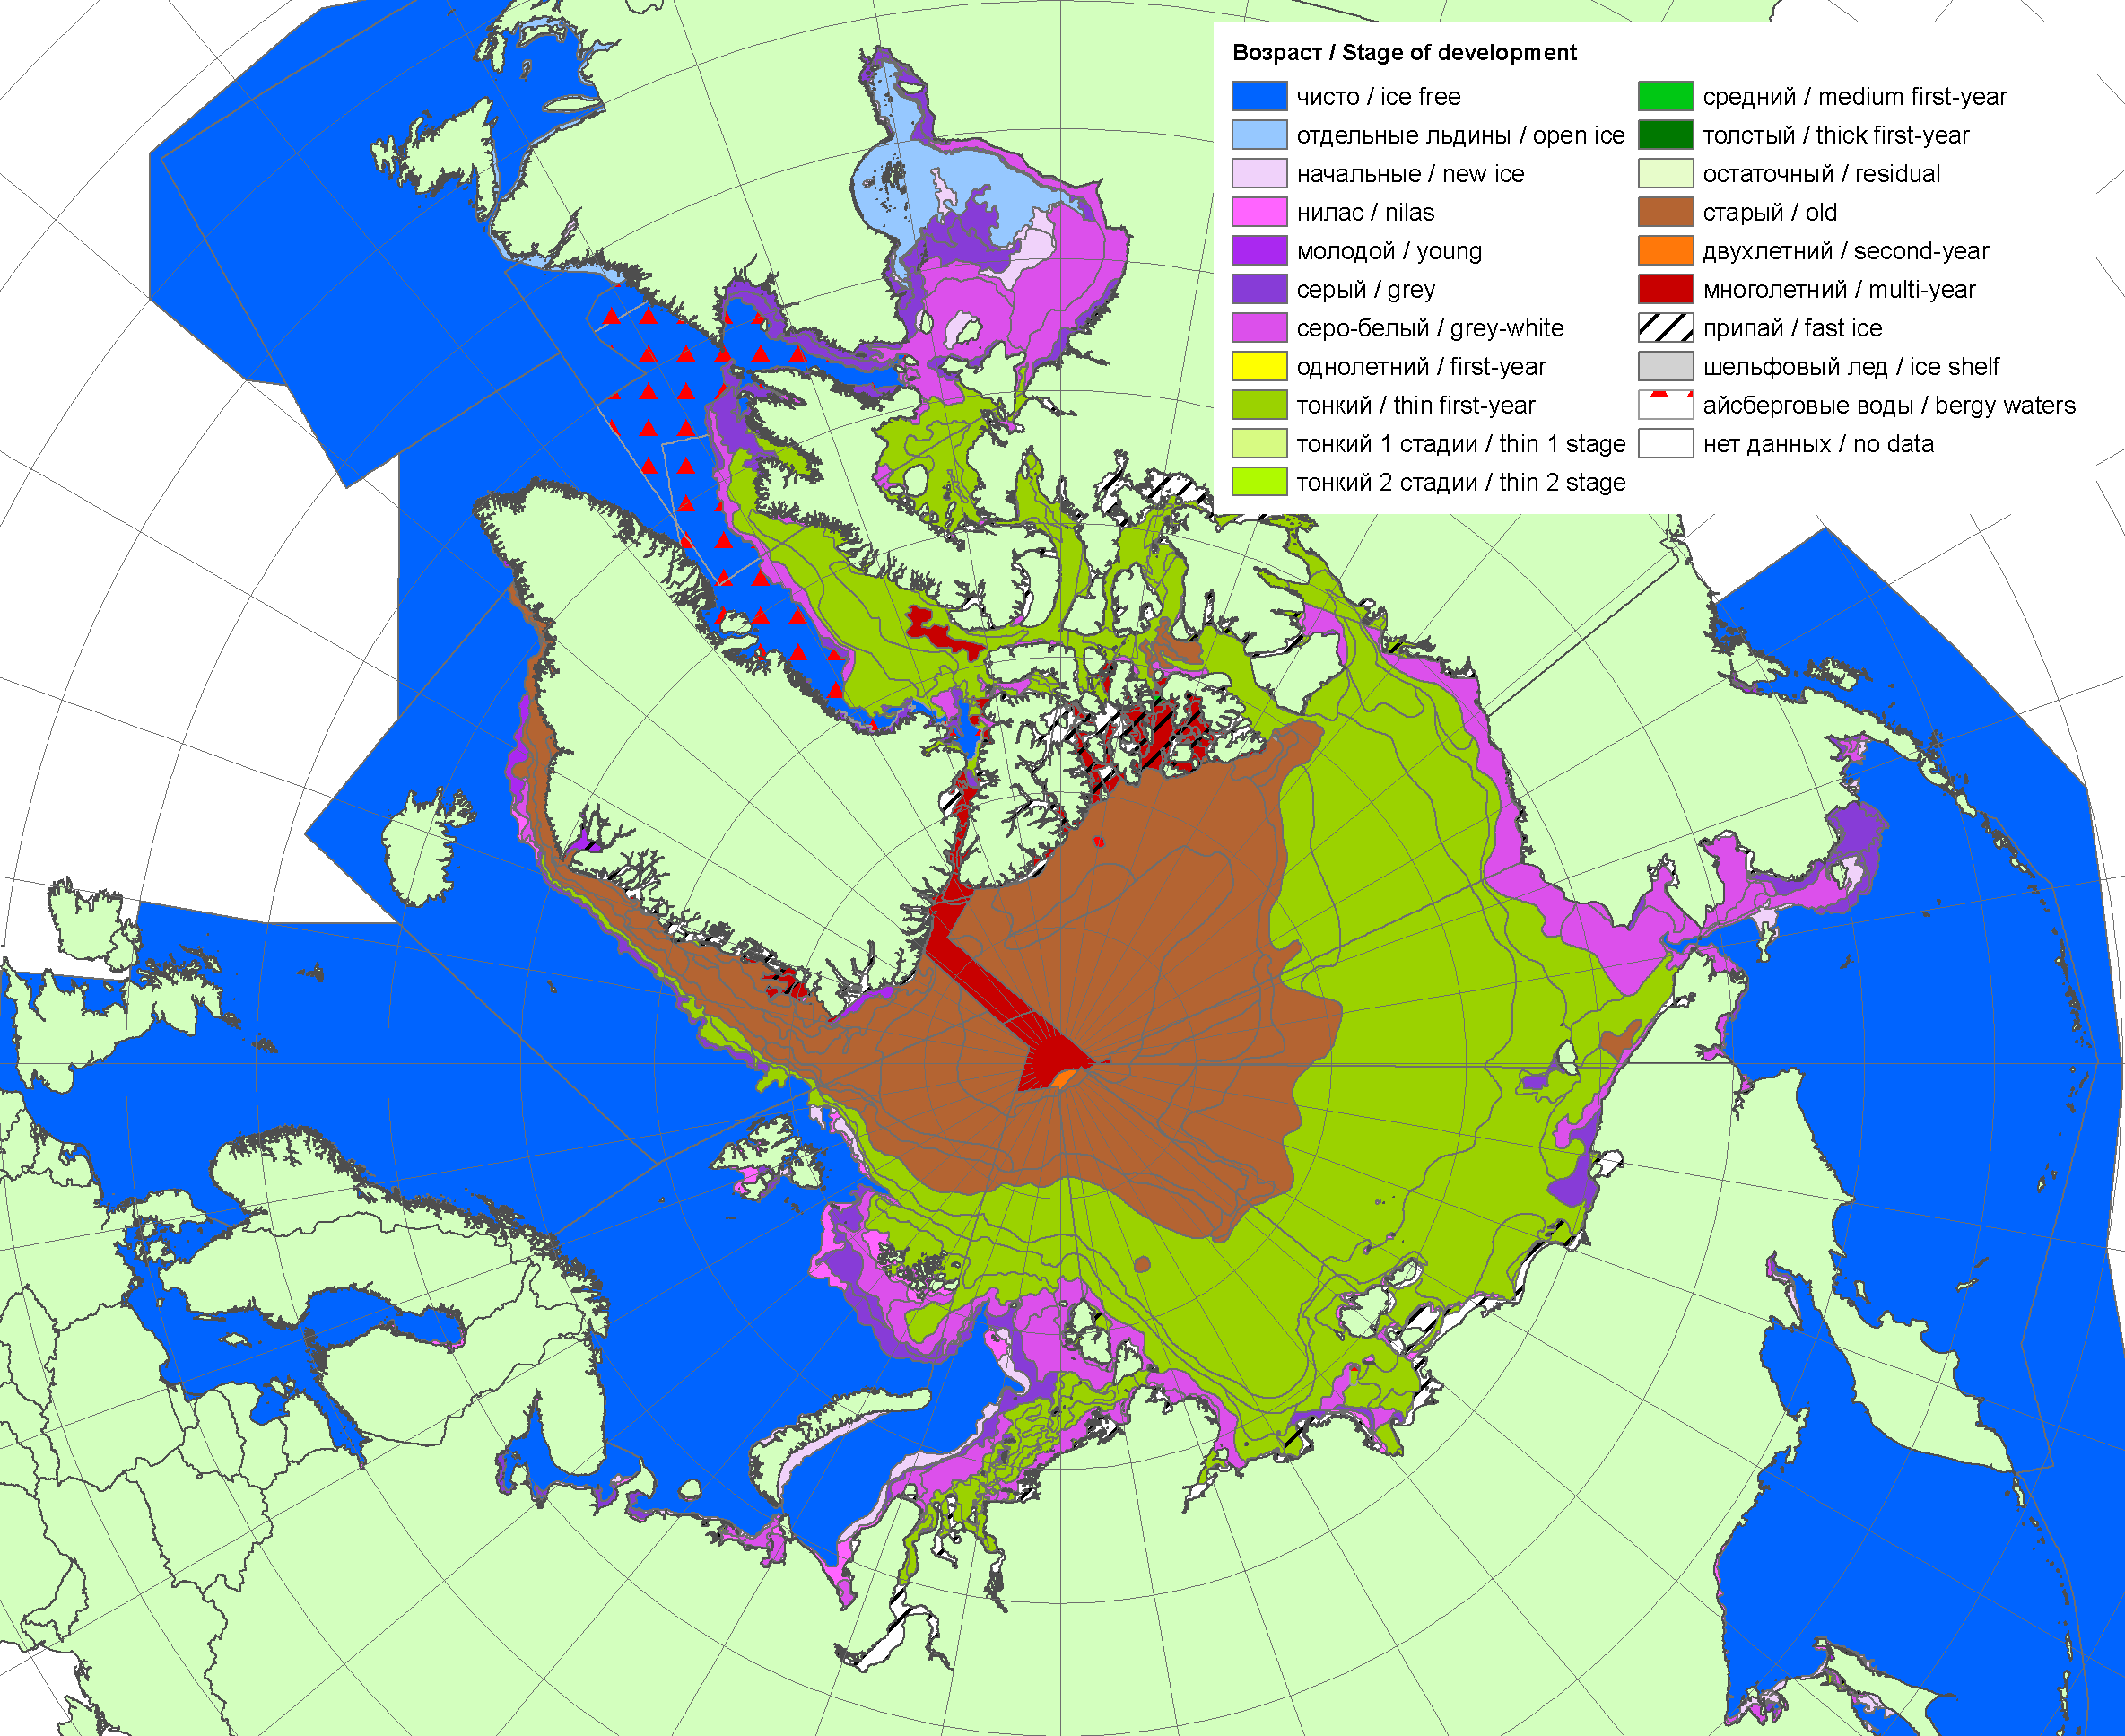 Возраст / Stage of development
чисто / ice free
отдельные льдины / open ice
начальные / new ice
нилас / nilas
молодой / young
серый / grey
серо-белый / grey-white
однолетний / first-year
тонкий / thin first-year
тонкий 1 стадии / thin 1 stage
тонкий 2 стадии / thin 2 stage
средний / medium first-year
толстый / thick first-year
остаточный / residual
старый / old
двухлетний / second-year
многолетний / multi-year
припай / fast ice
шельфовый лед / ice shelf
айсберговые воды / bergy waters
нет данных / no data